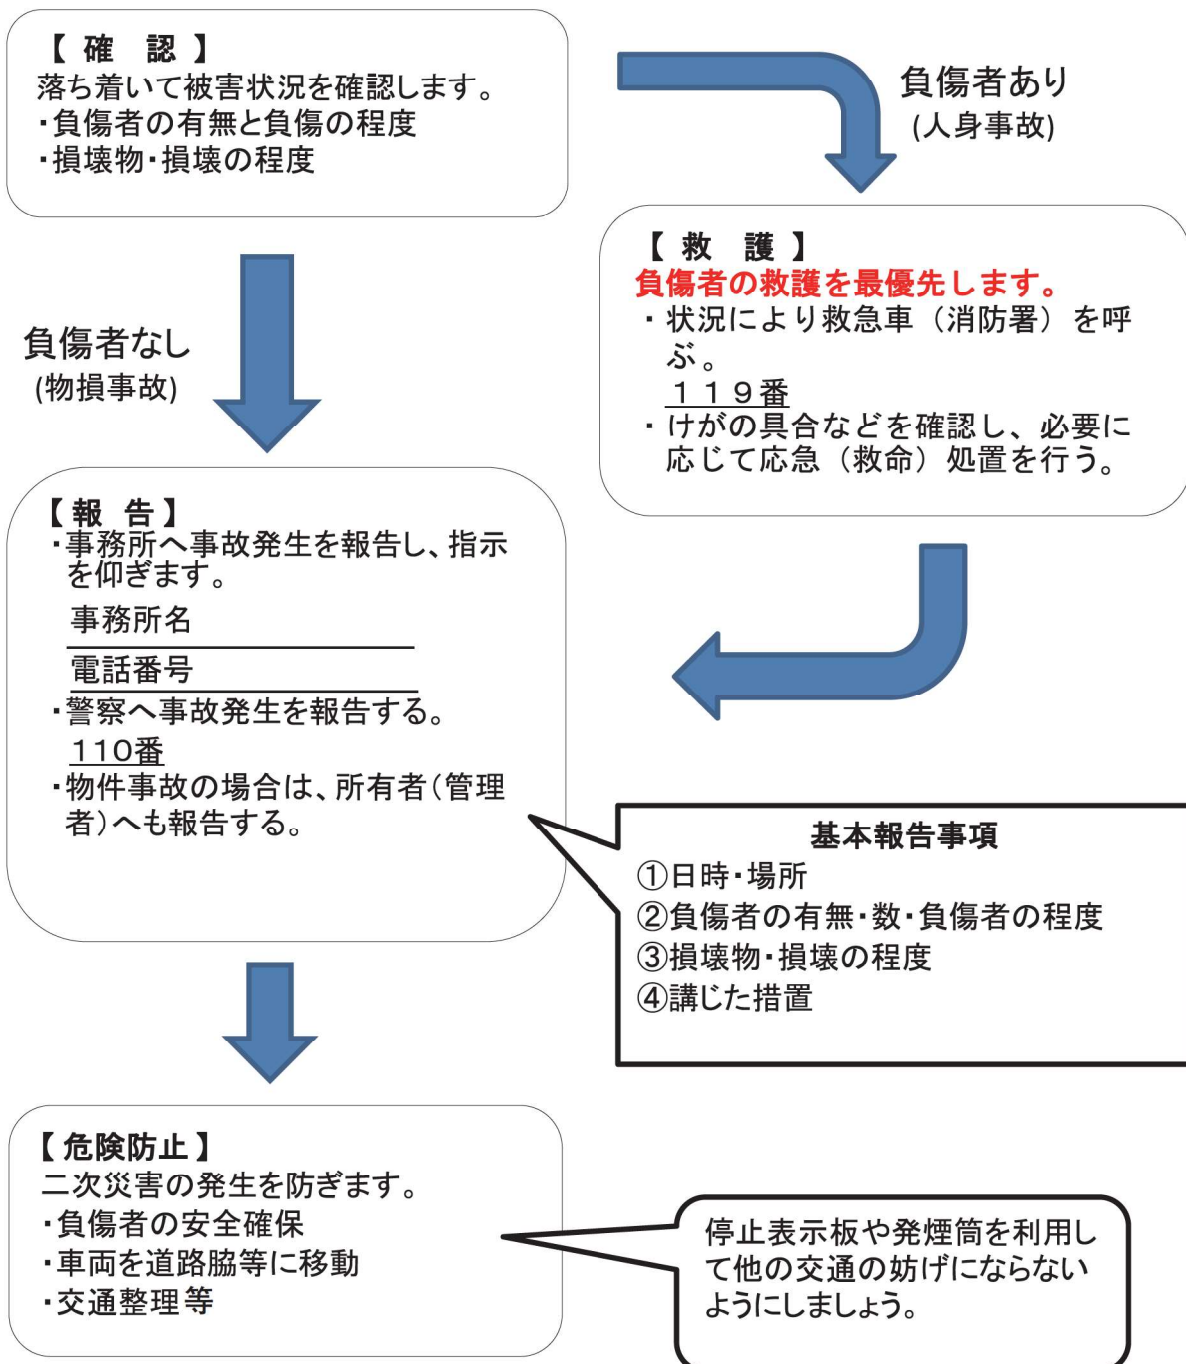 【 確　認 】
落ち着いて被害状況を確認します。
・負傷者の有無と負傷の程度
・損壊物・損壊の程度
負傷者あり
(人身事故)
【 救　護 】
負傷者の救護を最優先します。
・状況により救急車（消防署）を呼
ぶ。
１１９番
・けがの具合などを確認し、必要に
応じて応急（救命）処置を行う。
負傷者なし
(物損事故)
【報 告】
・事務所へ事故発生を報告し、指示
を仰ぎます。
事務所名
電話番号
・警察へ事故発生を報告する。
110番
・物件事故の場合は、所有者（管理
者）へも報告する。
基本報告事項
①日時・場所
②負傷者の有無・数・負傷者の程度
③損壊物・損壊の程度
④講じた措置
【危険防止】
二次災害の発生を防ぎます。
・負傷者の安全確保
・車両を道路脇等に移動
・交通整理等
停止表示板や発煙筒を利用し
て他の交通の妨げにならない
ようにしましょう。